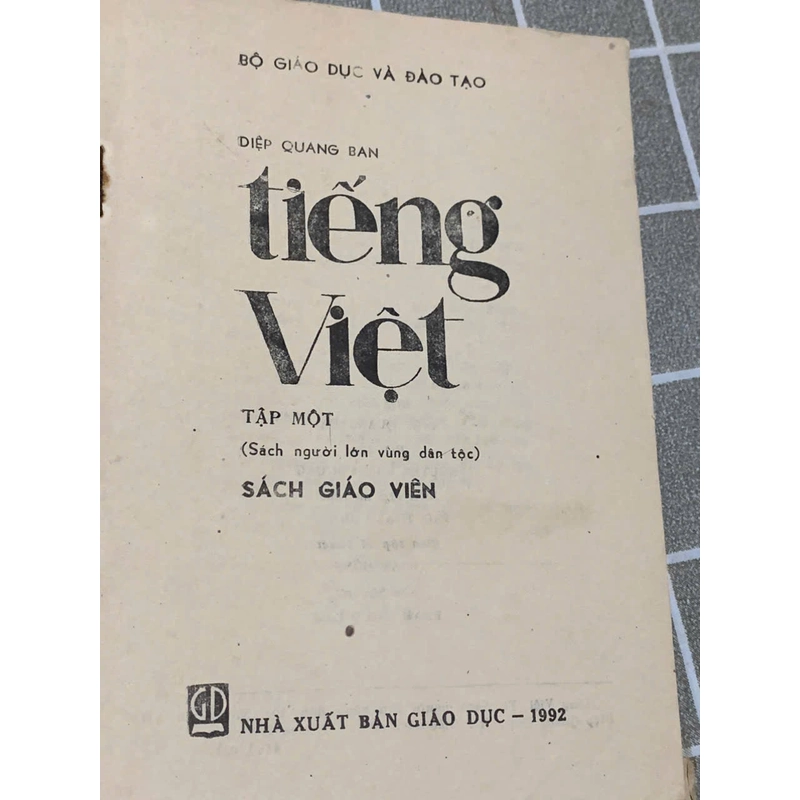 BỘ GIÁO DỤC VÀ ĐÀO TẠO
DIỆP QUANG BAN
tiếng
Việt
TẬP MỘT
(Sách người lớn vùng dân tộc)
SÁCH GIÁO VIÊN
GD
NHÀ XUẤT BẢN GIÁO DỤC – 1992